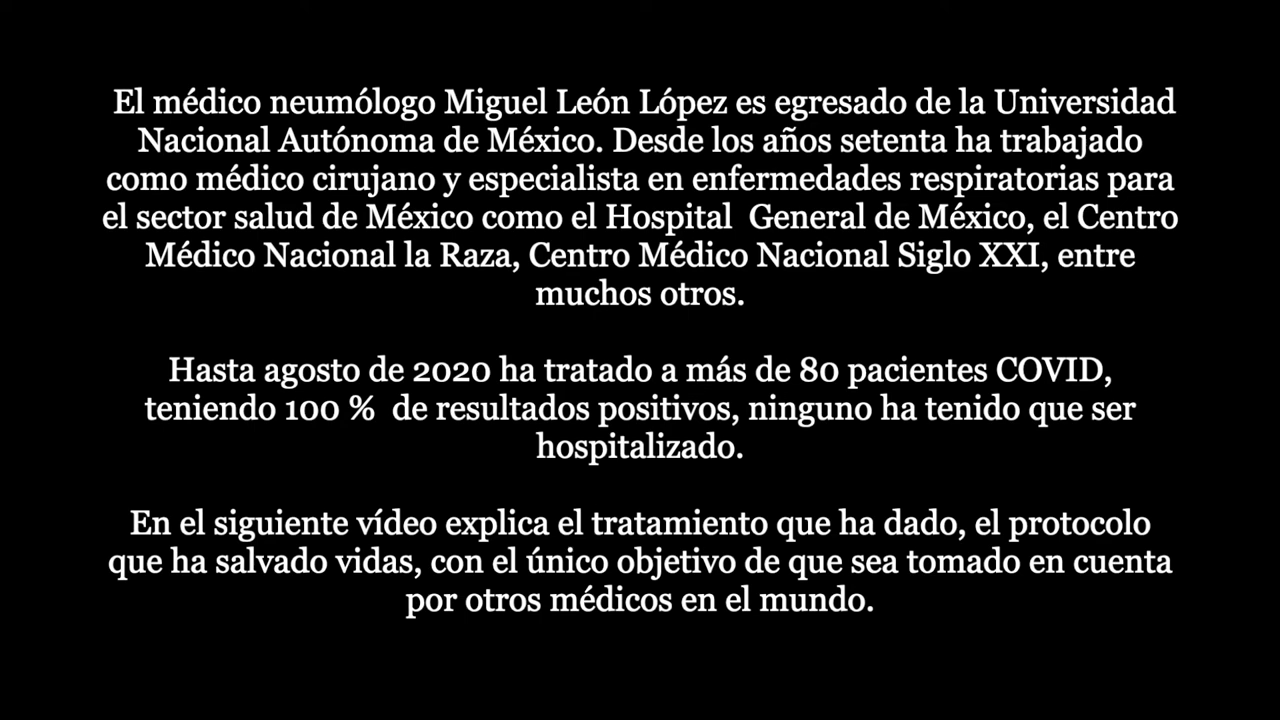 El médico neumólogo Miguel León López es egresado de la Universidad
Nacional Autónoma de México. Desde los años setenta ha trabajado
como médico cirujano y especialista en enfermedades respiratorias para
el sector salud de México como el Hospital  General de México, el Centro
Médico Nacional la Raza, Centro Médico Nacional Siglo XXI, entre
muchos otros.
Hasta agosto de 2020 ha tratado a más de 80 pacientes COVID,
teniendo 100 %  de resultados positivos, ninguno ha tenido que ser
hospitalizado.
En el siguiente vídeo explica el tratamiento que ha dado, el protocolo
que ha salvado vidas, con el único objetivo de que sea tomado en cuenta
por otros médicos en el mundo.